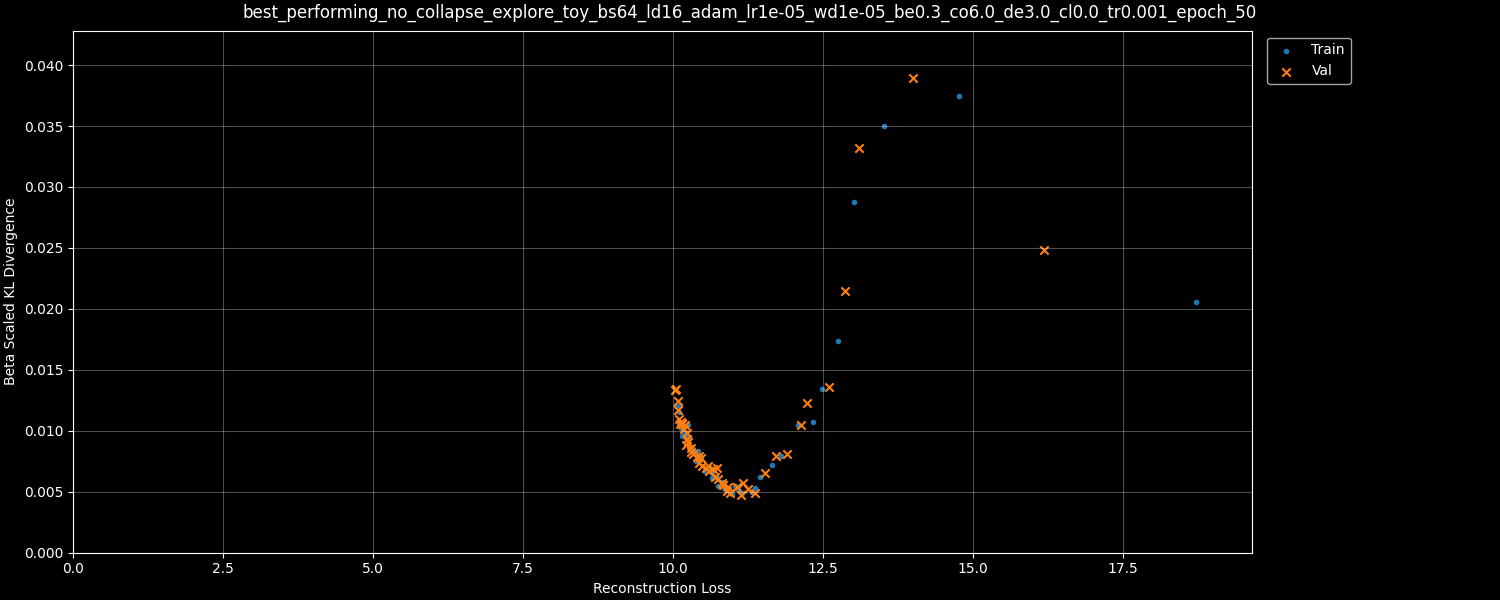 best_performing_no_collapse_explore_toy_bs64_ld16_adam_lr1e-05_wd1e-05_be0.3_co6.0_de3.0_cl0.0_tr0.001_epoch_50
Train
Val
0.040
0.035
0.030
0.025
0.020
0.015
0.010
0.005
0.000
Beta Scaled KL Divergence
0.0 2.5 5.0 7.5 10.0 12.5 15.0 17.5
Reconstruction Loss